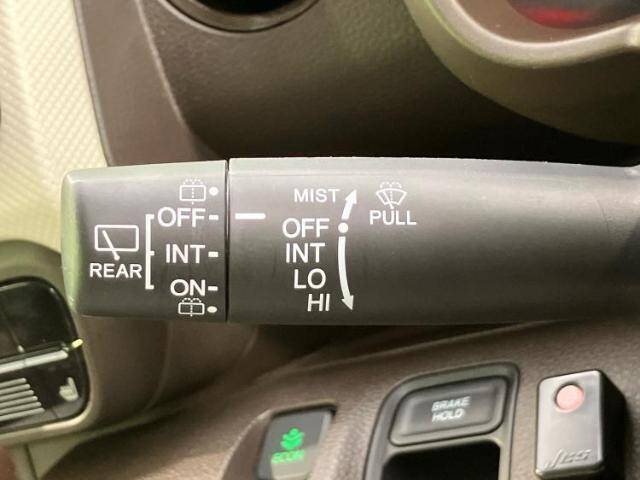 MIST
PULL
OFF
OFF
INT
INT
REAR
LO
ON
HI
BRAKE
HOLD
ECON